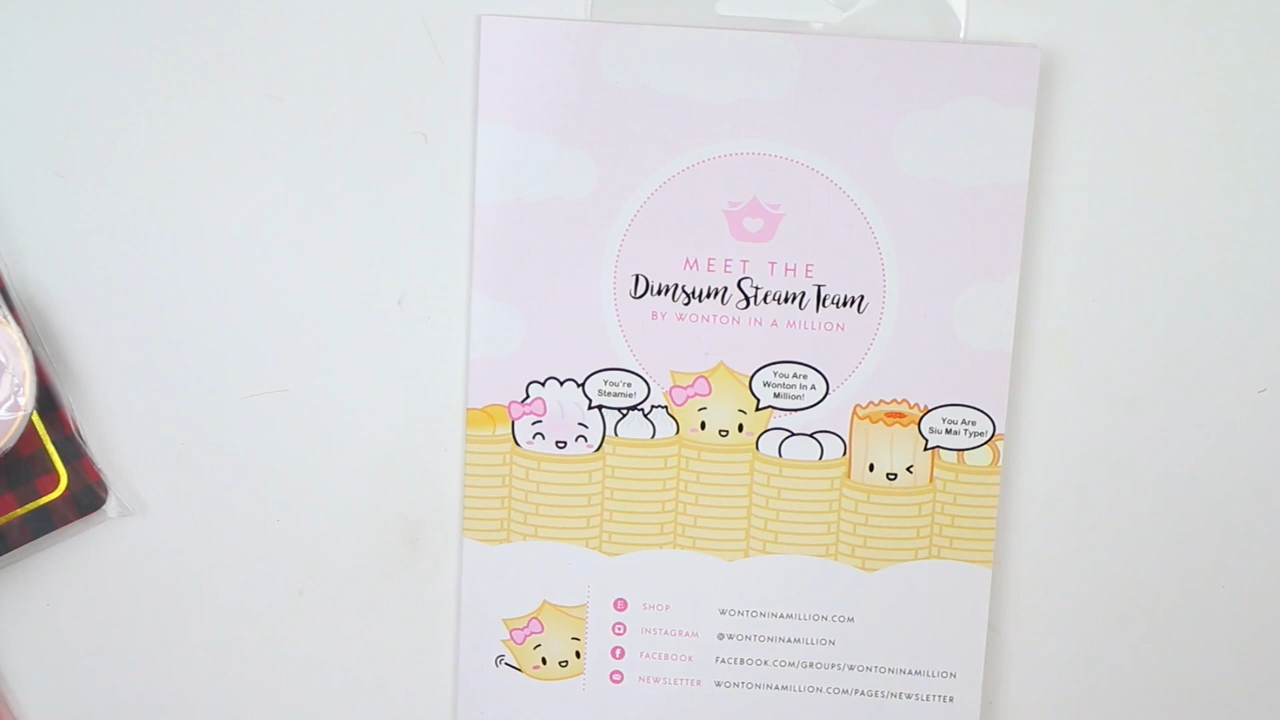 MEET THE
Dimsum Steam Team
BY WONTON IN A MILLION
You're
Steamie!
You Are
Wonton In A
Million!
You Are
Siu Mai Type!
SHOP WONTONINAMILLION.COM
INSTAGRAM @WONTONINAMILLION
FACEBOOK FACEBOOK.COM/GROUPS/WONTONINAMILLION
NEWSLETTER WONTONINAMILLION.COM/PAGES/NEWSLETTER